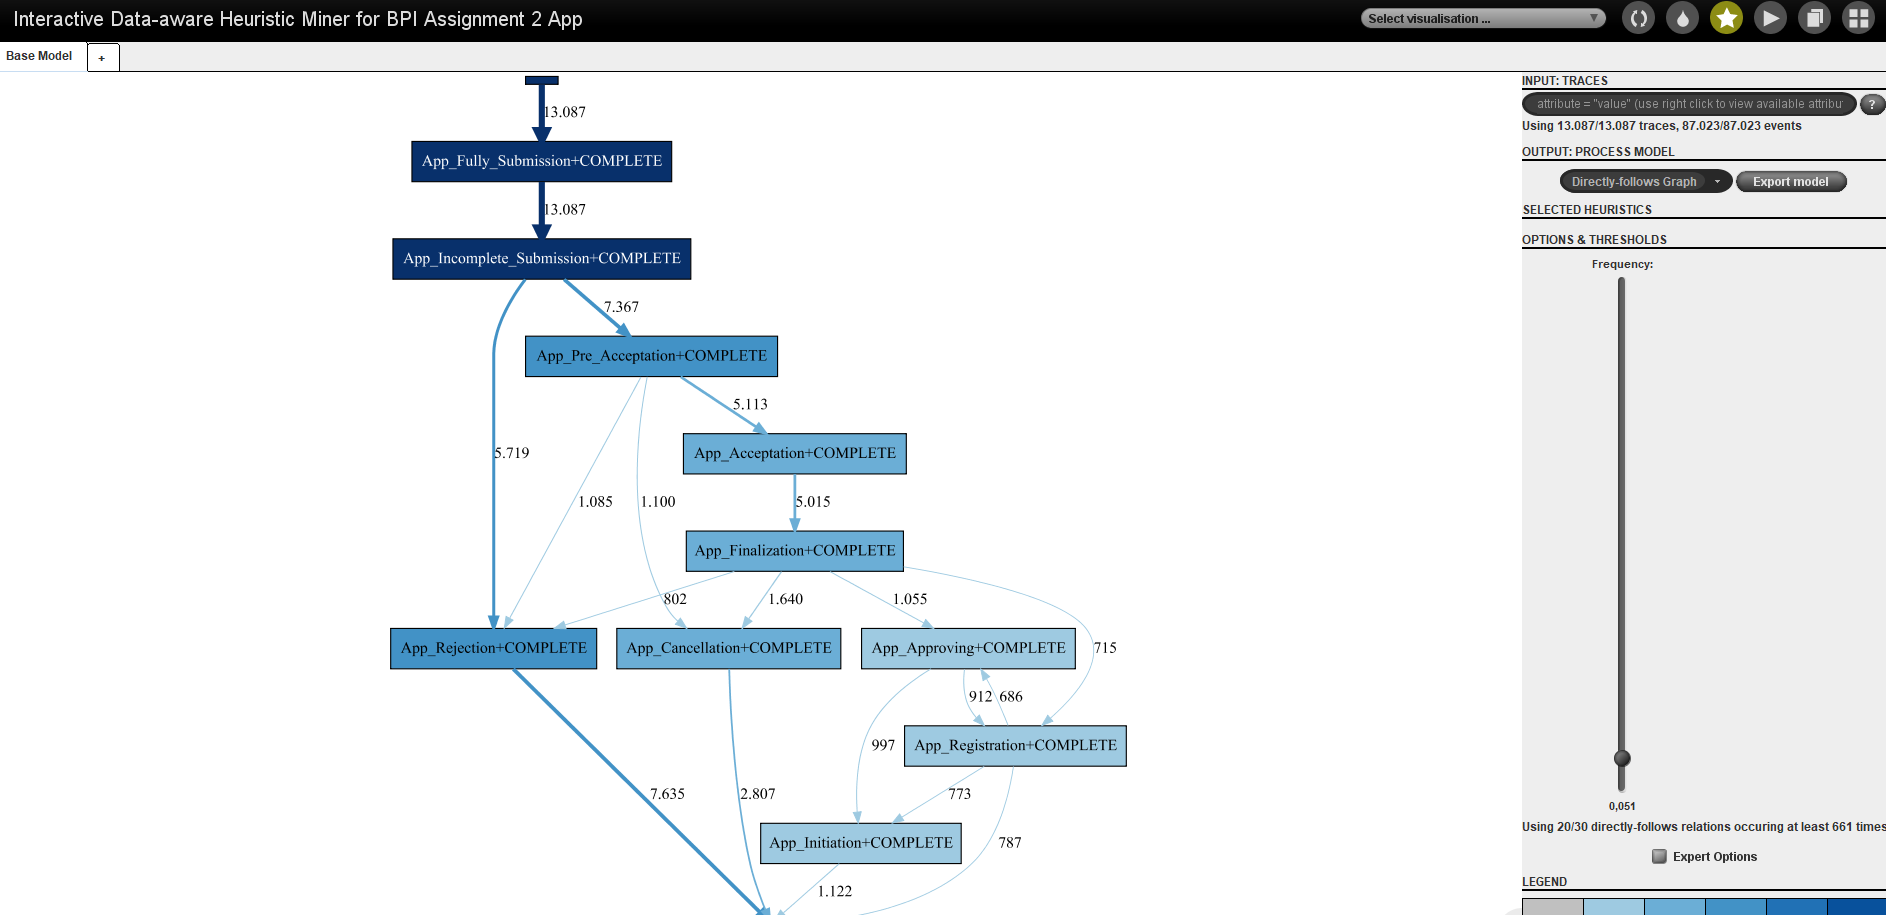 Interactive Data-aware Heuristic Miner for BPI Assignment 2 App
Select visualisation ...
Base Model
+
13.087
App_Fully_Submission+COMPLETE
13.087
App_Incomplete_Submission+COMPLETE
7.367
App_Pre_Acceptation+COMPLETE
5.113
App_Acceptation+COMPLETE
5.719
1.085
1.100
5.015
App_Finalization+COMPLETE
802
1.640
1.055
715
App_Rejection+COMPLETE
App_Cancellation+COMPLETE
App_Approving+COMPLETE
912
686
997
App_Registration+COMPLETE
7.635
2.807
773
787
App_Initiation+COMPLETE
1.122
INPUT: TRACES
attribute = "value" (use right click to view available attribu
?
Using 13.087/13.087 traces, 87.023/87.023 events
OUTPUT: PROCESS MODEL
Directly-follows Graph
Export model
SELECTED HEURISTICS
OPTIONS & THRESHOLDS
Frequency:
0,051
Using 20/30 directly-follows relations occuring at least 661 times
Expert Options
LEGEND